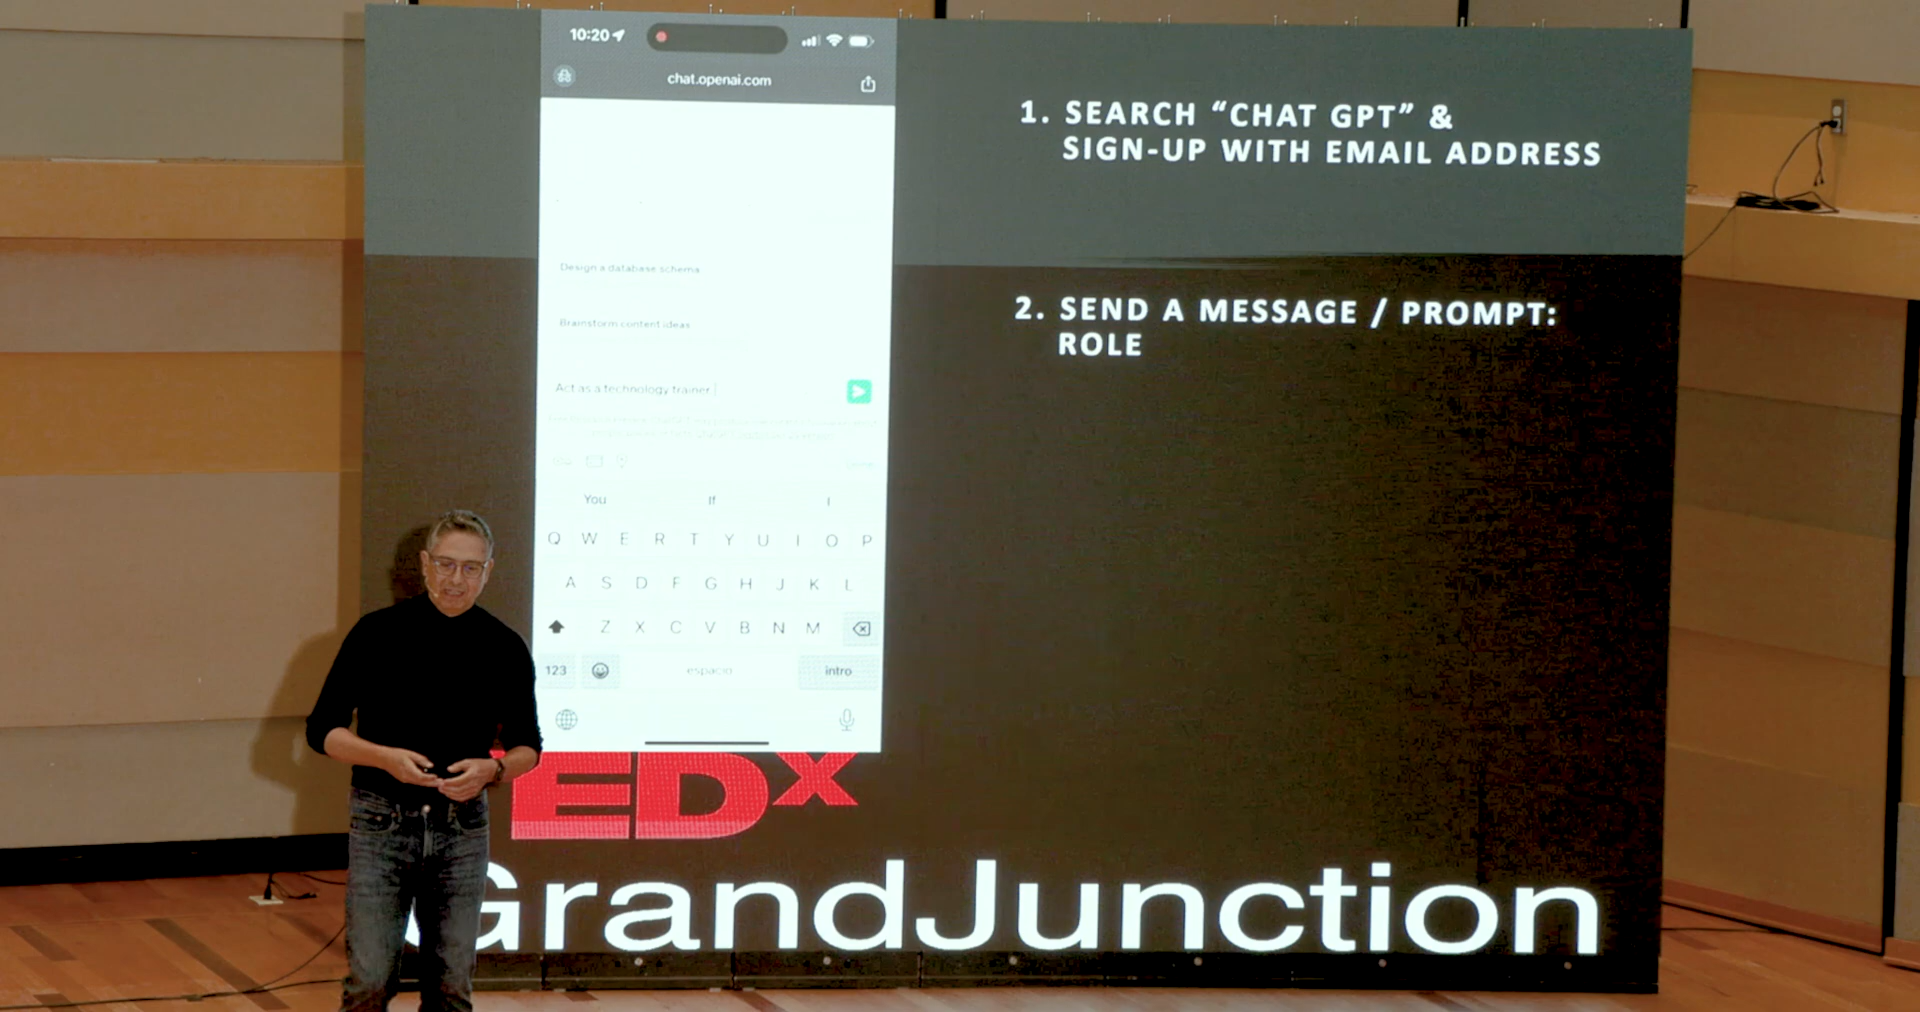 10:20
chat.openai.com
Design a database schema
Brainstorm content ideas
Act as a technology trainer
You If I
Q W E R T Y U I O P
A S D F G H J K L
Z X C V B N M
123 espacio intro
1. SEARCH “CHAT GPT” &
SIGN-UP WITH EMAIL ADDRESS
2. SEND A MESSAGE / PROMPT:
ROLE
TEDx
GrandJunction